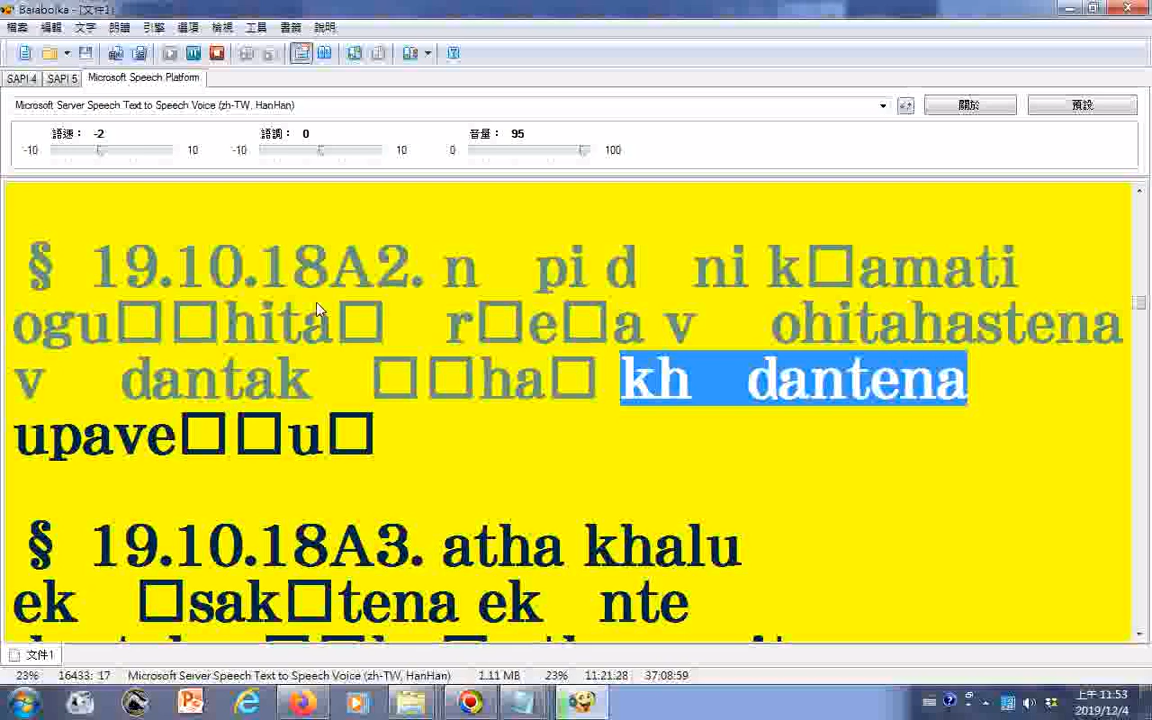 Balabolka - [文件1]
檔案 編輯 文字 朗讀 引擎 選項 檢視 工具 書籤 說明
SAPI 4 SAPI 5 Microsoft Speech Platform
Microsoft Server Speech Text to Speech Voice (zh-TW, HanHan) 關於 預設
語速： -2 語調： 0 音量： 95
-10 10 -10 10 0 100
§ 19.10.18A2. n pi d ni k□amati
ogu□□hita□ r□e□a v ohitahastena
v dantak □□ha□ kh dantena
upave□□u□
§ 19.10.18A3. atha khalu
ek □sak□tena ek nte
文件1
23% 16433: 17 Microsoft Server Speech Text to Speech Voice (zh-TW, HanHan) 1.11 MB 23% 11:21:28 37:08:59
上午 11:53
2019/12/4